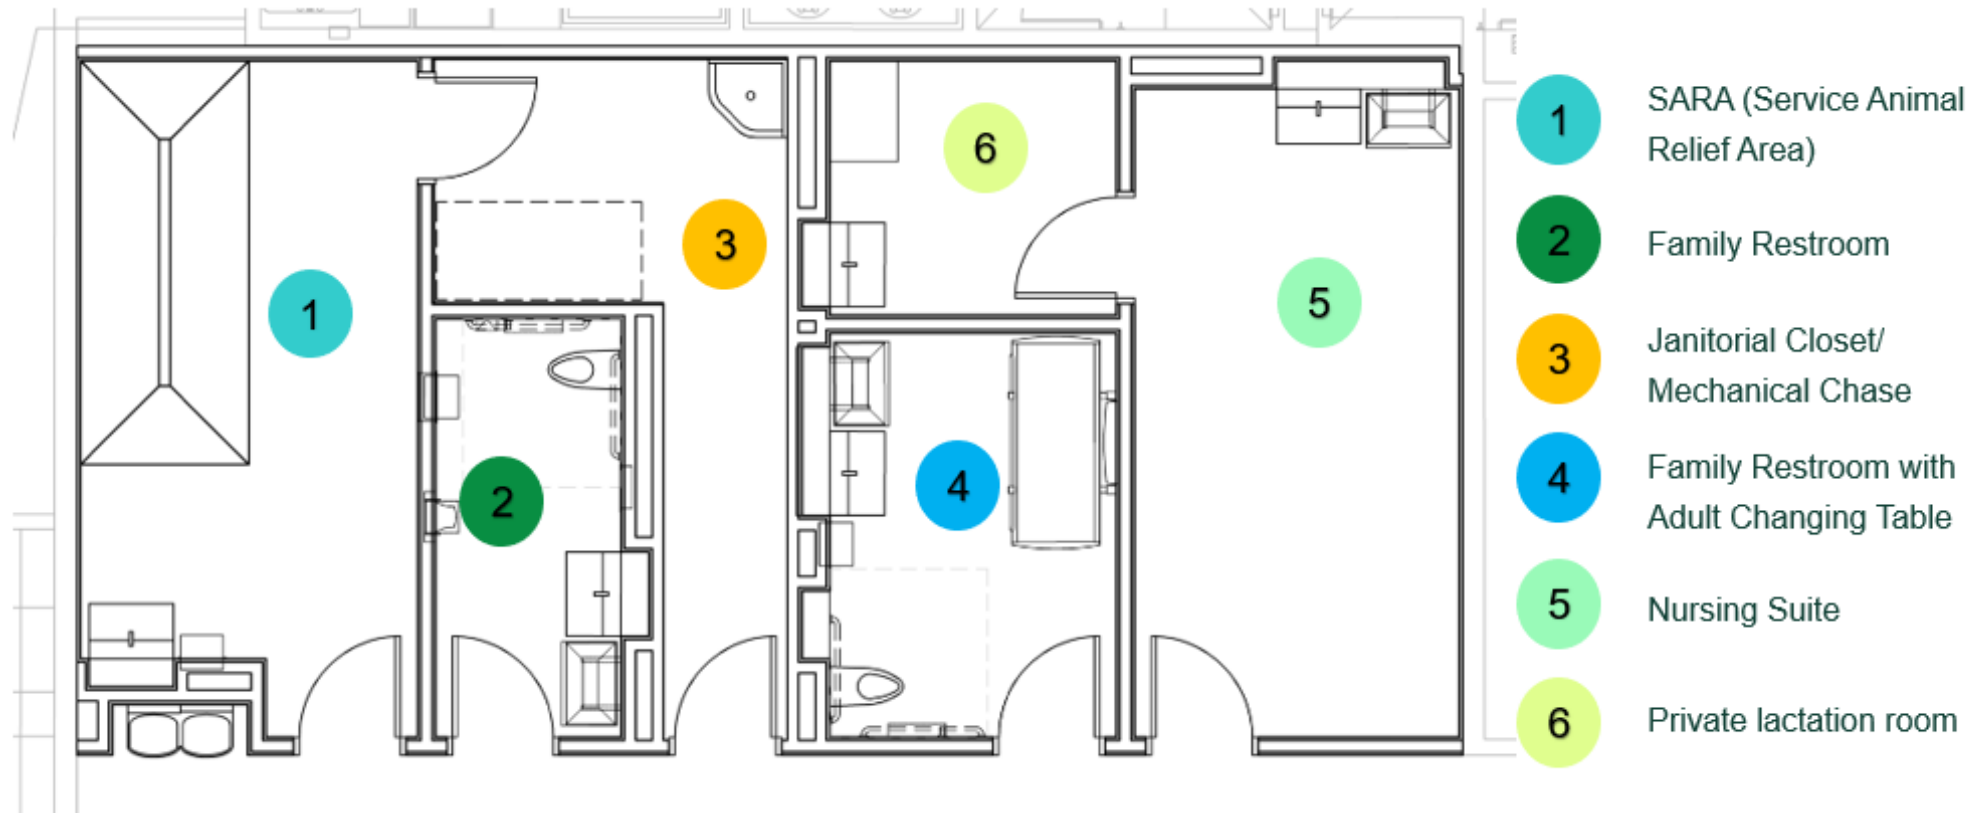 1
2
3
4
5
6
1
SARA (Service Animal
Relief Area)
2
Family Restroom
3
Janitorial Closet/
Mechanical Chase
4
Family Restroom with
Adult Changing Table
5
Nursing Suite
6
Private lactation room